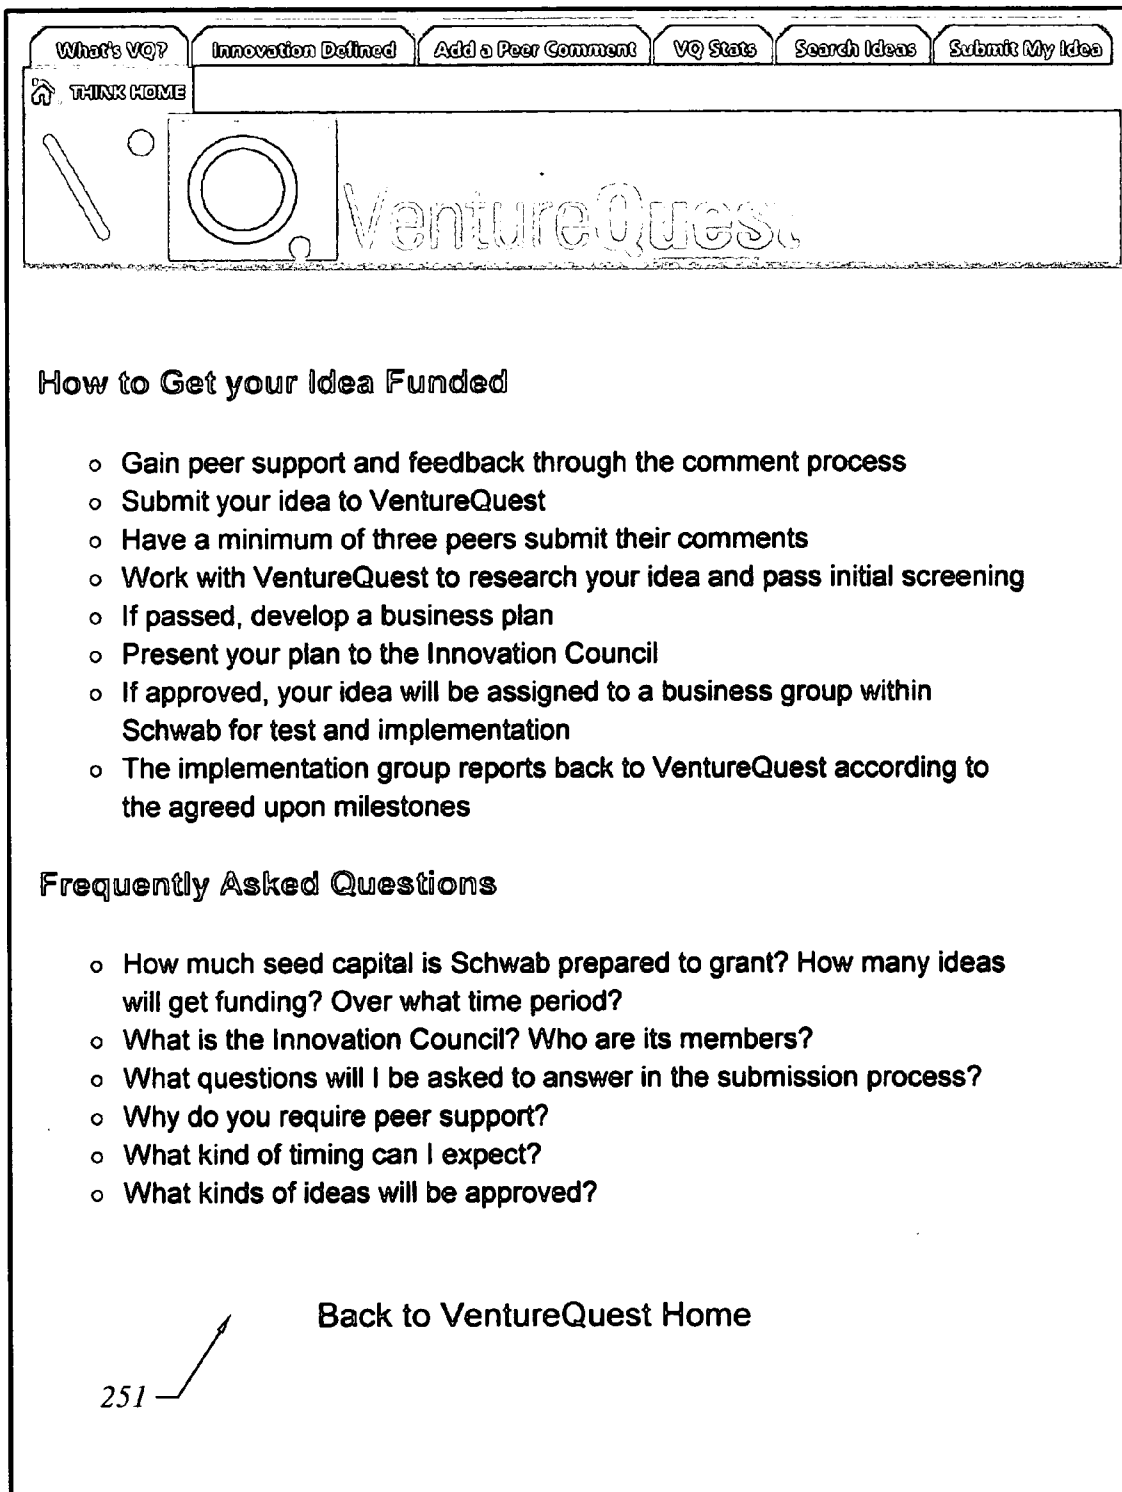 What's VQ? Innovation Defined Add a Peer Comment VQ Stats Search Ideas Submit My Idea
THINK HOME
VentureQuest
How to Get your Idea Funded
Gain peer support and feedback through the comment process
Submit your idea to VentureQuest
Have a minimum of three peers submit their comments
Work with VentureQuest to research your idea and pass initial screening
If passed, develop a business plan
Present your plan to the Innovation Council
If approved, your idea will be assigned to a business group within
Schwab for test and implementation
The implementation group reports back to VentureQuest according to
the agreed upon milestones
Frequently Asked Questions
How much seed capital is Schwab prepared to grant? How many ideas
will get funding? Over what time period?
What is the Innovation Council? Who are its members?
What questions will I be asked to answer in the submission process?
Why do you require peer support?
What kind of timing can I expect?
What kinds of ideas will be approved?
Back to VentureQuest Home
251